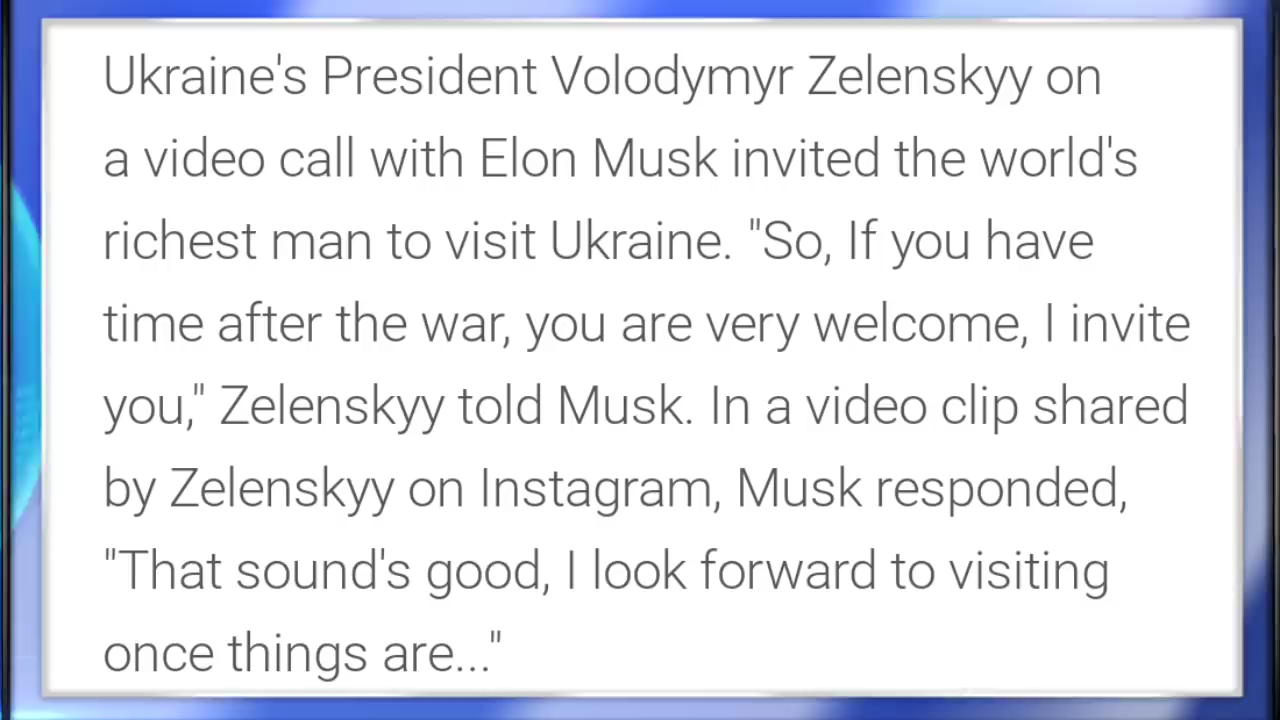 Ukraine's President Volodymyr Zelenskyy on
a video call with Elon Musk invited the world's
richest man to visit Ukraine. "So, If you have
time after the war, you are very welcome, I invite
you," Zelenskyy told Musk. In a video clip shared
by Zelenskyy on Instagram, Musk responded,
"That sound's good, I look forward to visiting
once things are..."